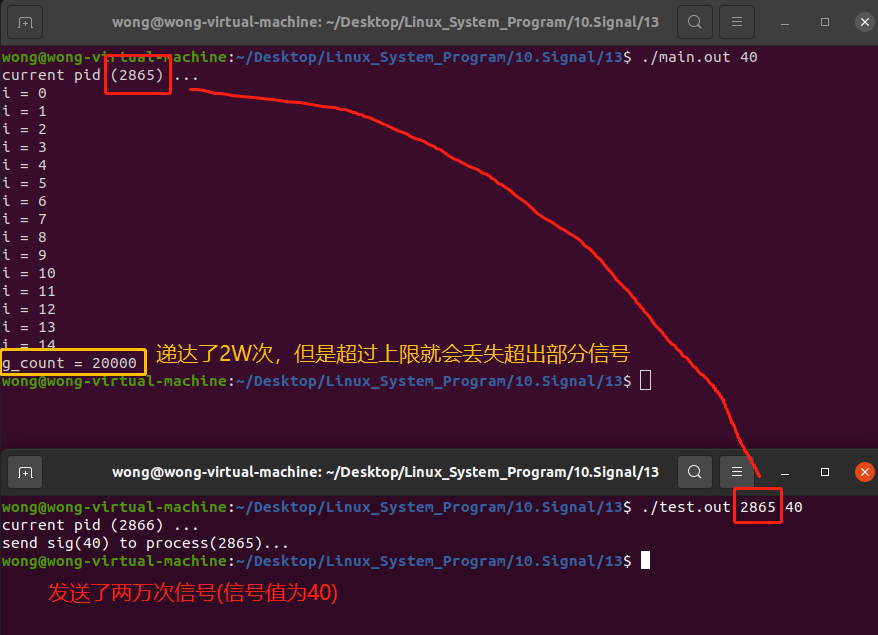 wong@wong-virtual-machine: ~/Desktop/Linux_System_Program/10.Signal/13
wong@wong-virtual-machine:~/Desktop/Linux_System_Program/10.Signal/13$ ./main.out 40
current pid (2865) ...
i = 0
i = 1
i = 2
i = 3
i = 4
i = 5
i = 6
i = 7
i = 8
i = 9
i = 10
i = 11
i = 12
i = 13
i = 14
g_count = 20000 递达了2W次，但是超过上限就会丢失超出部分信号
wong@wong-virtual-machine:~/Desktop/Linux_System_Program/10.Signal/13$
wong@wong-virtual-machine: ~/Desktop/Linux_System_Program/10.Signal/13
wong@wong-virtual-machine:~/Desktop/Linux_System_Program/10.Signal/13$ ./test.out 2865 40
current pid (2866) ...
send sig(40) to process(2865)...
wong@wong-virtual-machine:~/Desktop/Linux_System_Program/10.Signal/13$
发送了两万次信号(信号值为40)